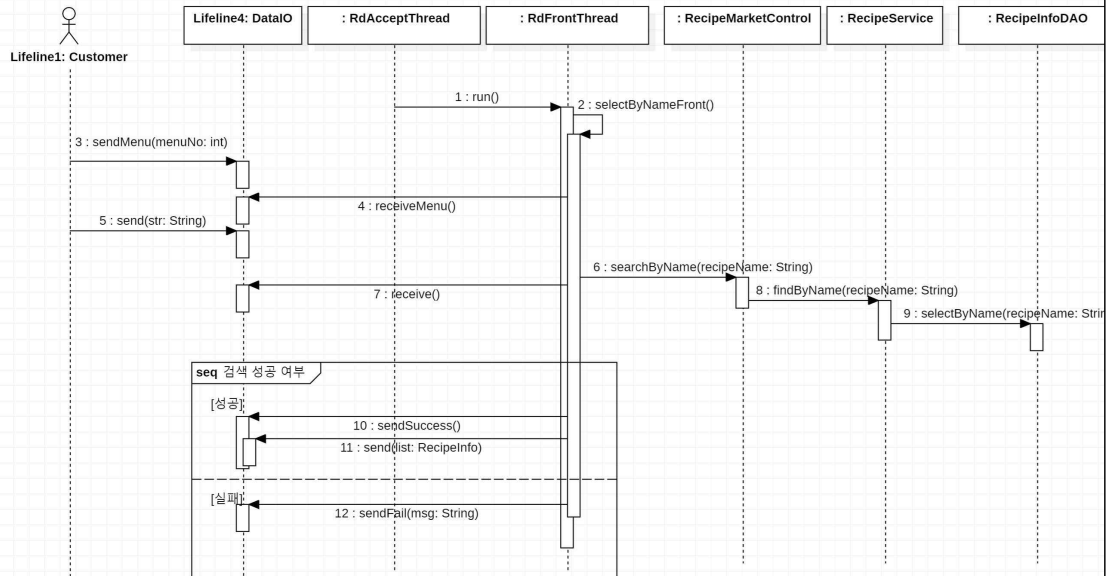 Lifeline1: Customer
Lifeline4: DataIO
: RdAcceptThread
: RdFrontThread
: RecipeMarketControl
: RecipeService
: RecipeInfoDAO
1 : run()
2 : selectByNameFront()
3 : sendMenu(menuNo: int)
4 : receiveMenu()
5 : send(str: String)
6 : searchByName(recipeName: String)
7 : receive()
8 : findByName(recipeName: String)
9 : selectByName(recipeName: Strin
seq 검색 성공 여부
[성공]
10 : sendSuccess()
11 : send(list: RecipeInfo)
[실패]
12 : sendFail(msg: String)